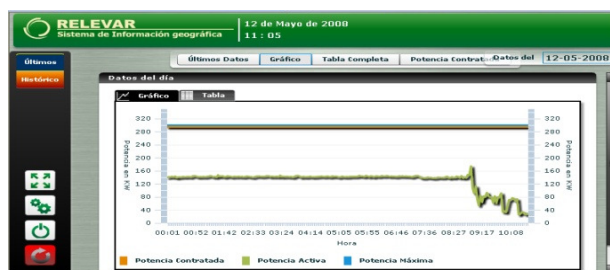 RELEVAR
Sistema de Información geográfica
12 de Mayo de 2008
11 : 05
Últimos
Histórico
Últimos Datos Gráfico Tabla Completa Potencia Contrat Datos del 12-05-2008
Datos del día
Gráfico Tabla
320 320
280 280
240 240
200 200
160 160
120 120
80 80
40 40
0 0
Potencia en KW
Potencia en KW
00:01 00:52 01:42 02:33 03:24 04:14 05:05 05:55 06:46 07:36 08:27 09:17 10:08
Hora
Potencia Contratada Potencia Activa Potencia Máxima